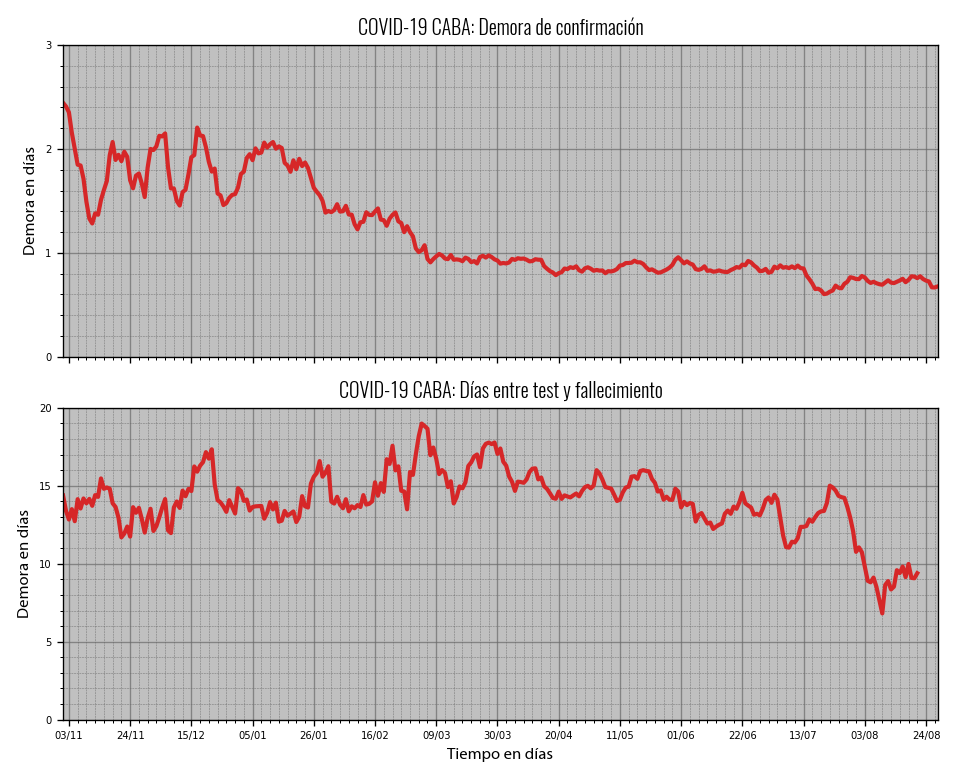 COVID-19 CABA: Demora de confirmación
3
2
1
0
Demora en días
COVID-19 CABA: Días entre test y fallecimiento
20
15
10
5
0
Demora en días
03/11 24/11 15/12 05/01 26/01 16/02 09/03 30/03 20/04 11/05 01/06 22/06 13/07 03/08 24/08
Tiempo en días